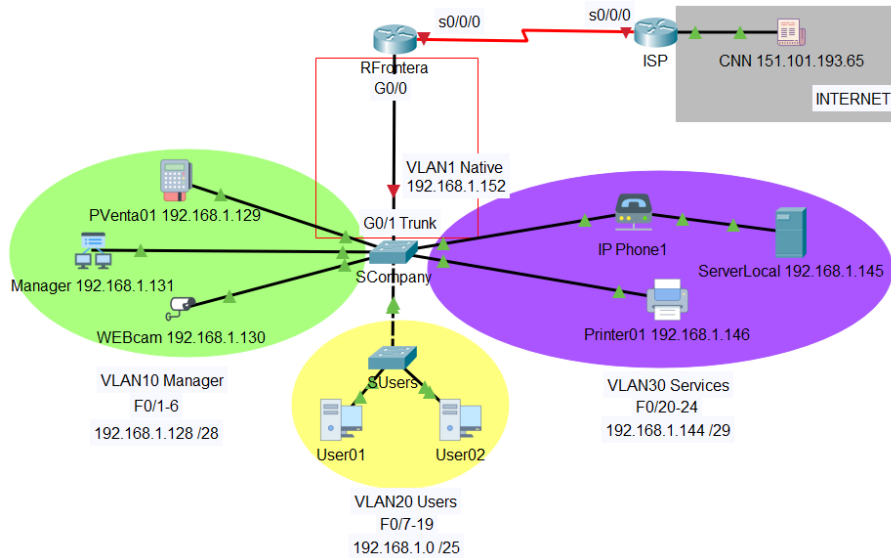 s0/0/0
s0/0/0
RFrontera
G0/0
ISP
CNN 151.101.193.65
INTERNET
VLAN1 Native
192.168.1.152
G0/1 Trunk
SCompany
PVenta01 192.168.1.129
Manager 192.168.1.131
WEBcam 192.168.1.130
VLAN10 Manager
F0/1-6
192.168.1.128 /28
IP Phone1
ServerLocal 192.168.1.145
Printer01 192.168.1.146
VLAN30 Services
F0/20-24
192.168.1.144 /29
SUsers
User01
User02
VLAN20 Users
F0/7-19
192.168.1.0 /25